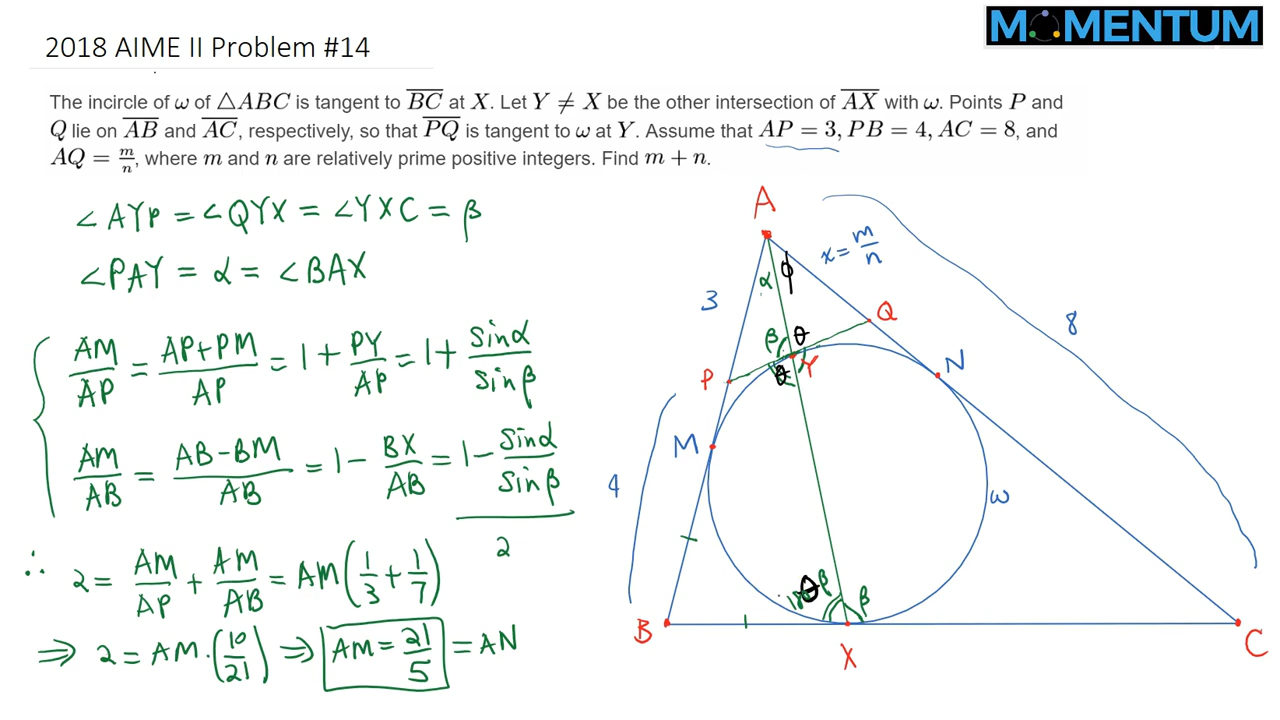 MOMENTUM
2018 AIME II Problem #14
The incircle of ω of △ABC is tangent to B̅C̅ at X. Let Y ≠ X be the other intersection of A̅X̅ with ω. Points P and
Q lie on A̅B̅ and A̅C̅, respectively, so that P̅Q̅ is tangent to ω at Y. Assume that AP = 3, PB = 4, AC = 8, and
AQ = m/n, where m and n are relatively prime positive integers. Find m + n.
∠AYP = ∠QYX = ∠YXC = β
∠PAY = α = ∠BAX
AM/AP = (AP+PM)/AP = 1 + PY/AP = 1 + sinα/sinβ
AM/AB = (AB-BM)/AB = 1 - BX/AB = 1 - sinα/sinβ
2
∴ 2 = AM/AP + AM/AB = AM(1/3 + 1/7)
⇒ 2 = AM·(10/21) ⇒ AM = 21/5 = AN
A
x = m/n
α ϕ
3
8
Q
β θ
P θ Y
N
M
4
ω
θ β β
B X C